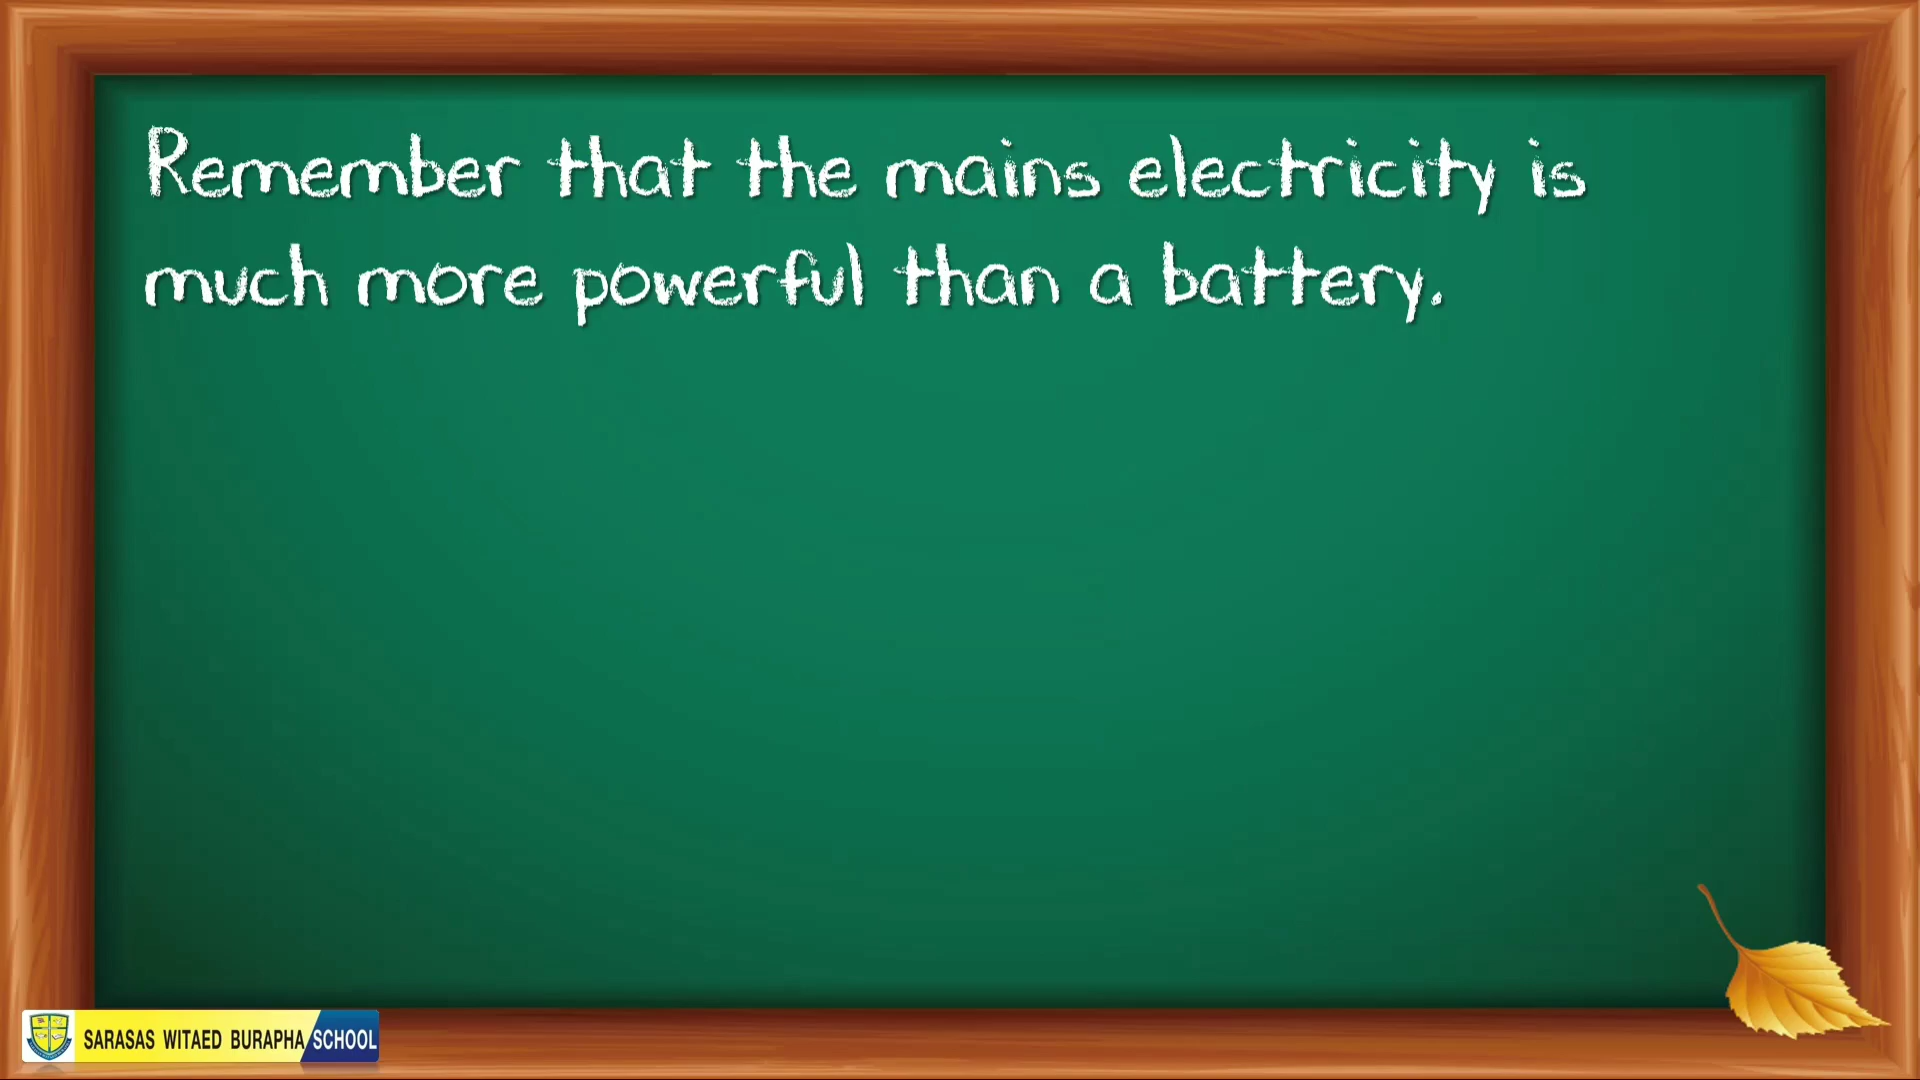 Remember that the mains electricity is
much more powerful than a battery.
SARASAS WITAED BURAPHA SCHOOL